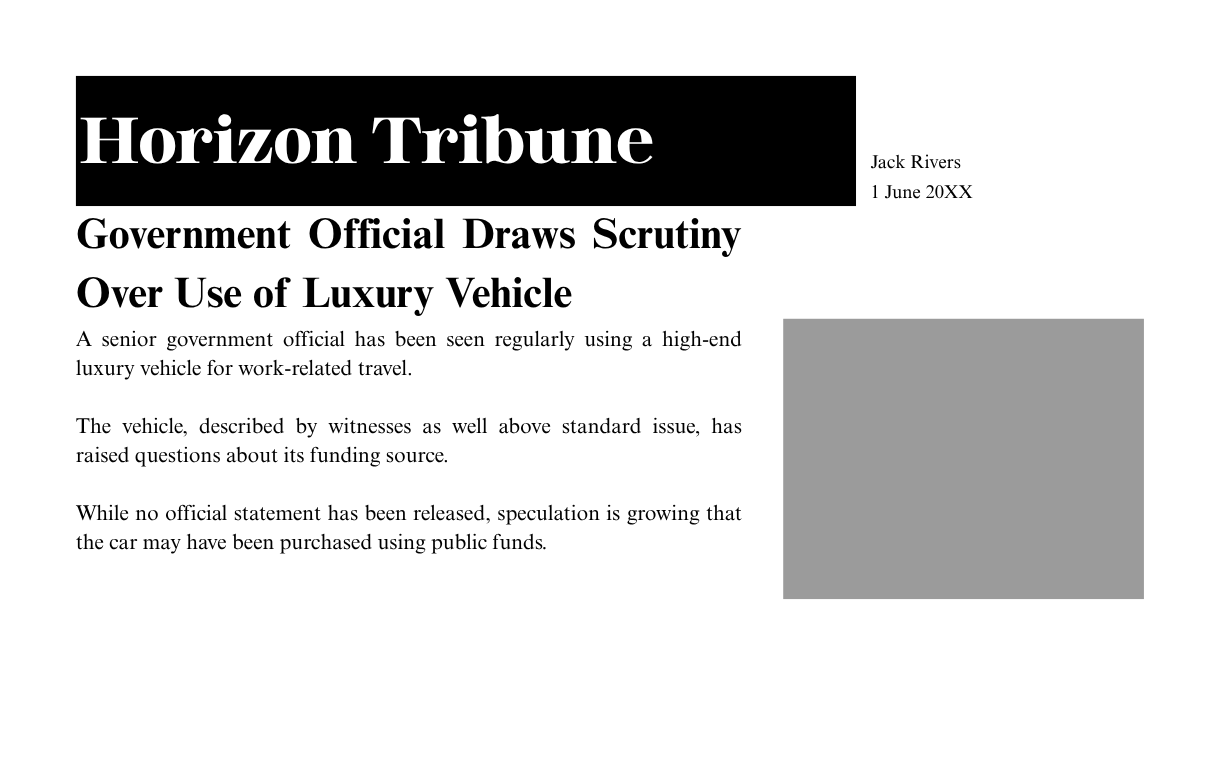 Horizon Tribune
Jack Rivers
1 June 20XX
Government Official Draws Scrutiny
Over Use of Luxury Vehicle
A senior government official has been seen regularly using a high-end
luxury vehicle for work-related travel.
The vehicle, described by witnesses as well above standard issue, has
raised questions about its funding source.
While no official statement has been released, speculation is growing that
the car may have been purchased using public funds.